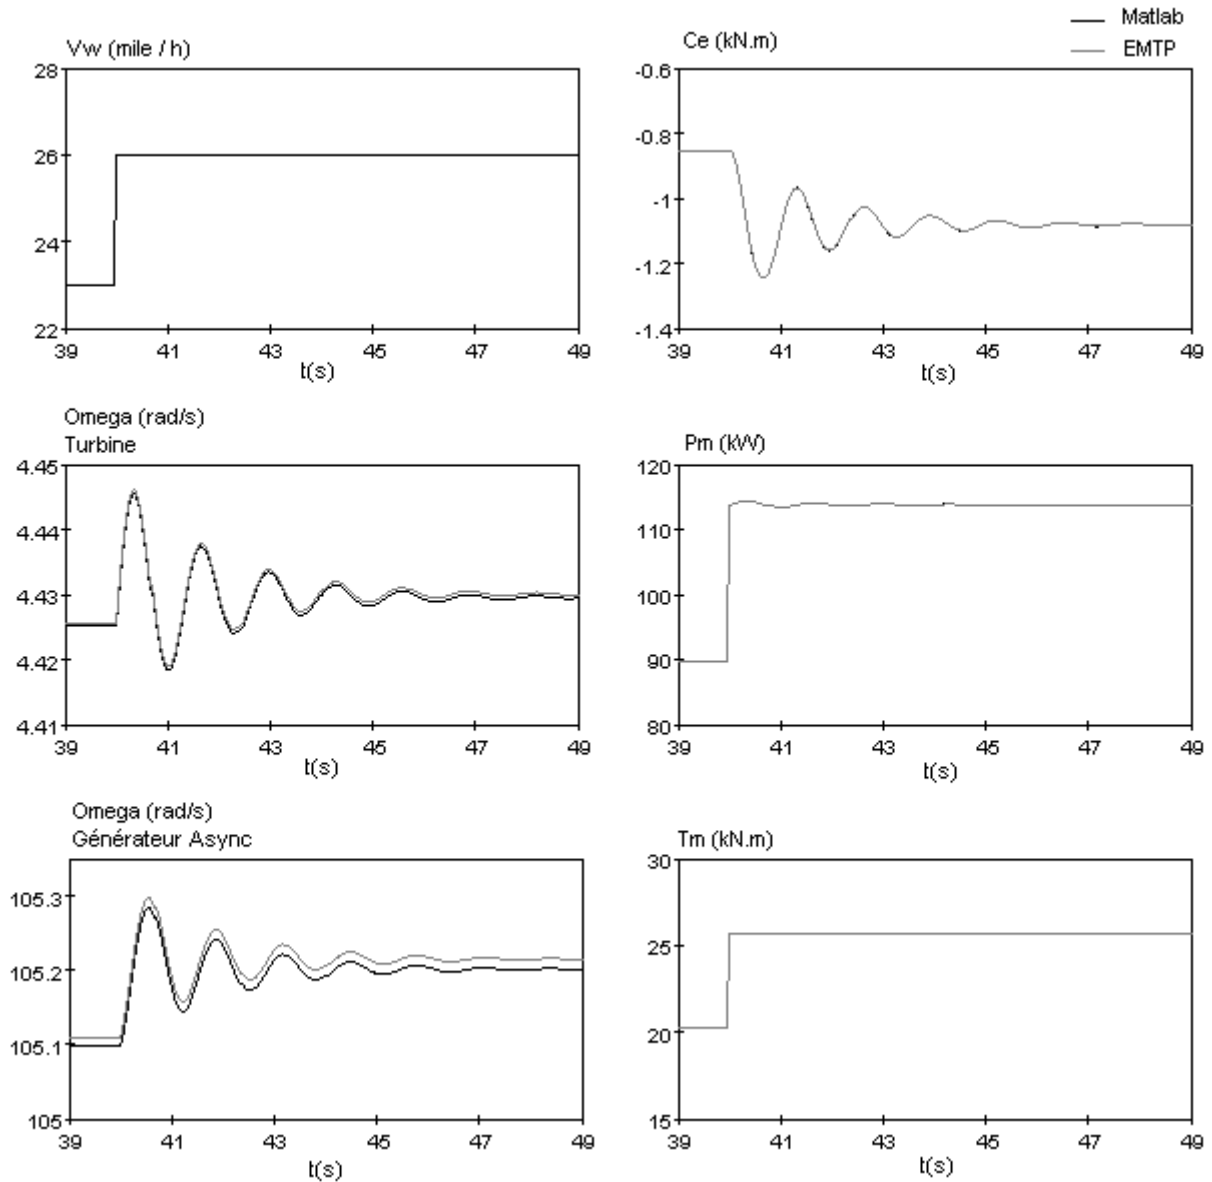 Matlab
EMTP
Vw (mile / h)
28
26
24
22
39 41 43 45 47 49
t(s)
Ce (kN.m)
-0.6
-0.8
-1
-1.2
-1.4
39 41 43 45 47 49
t(s)
Omega (rad/s)
Turbine
4.45
4.44
4.43
4.42
4.41
39 41 43 45 47 49
t(s)
Pm (kW)
120
110
100
90
80
39 41 43 45 47 49
t(s)
Omega (rad/s)
Générateur Async
105.3
105.2
105.1
105
39 41 43 45 47 49
t(s)
Tm (kN.m)
30
25
20
15
39 41 43 45 47 49
t(s)